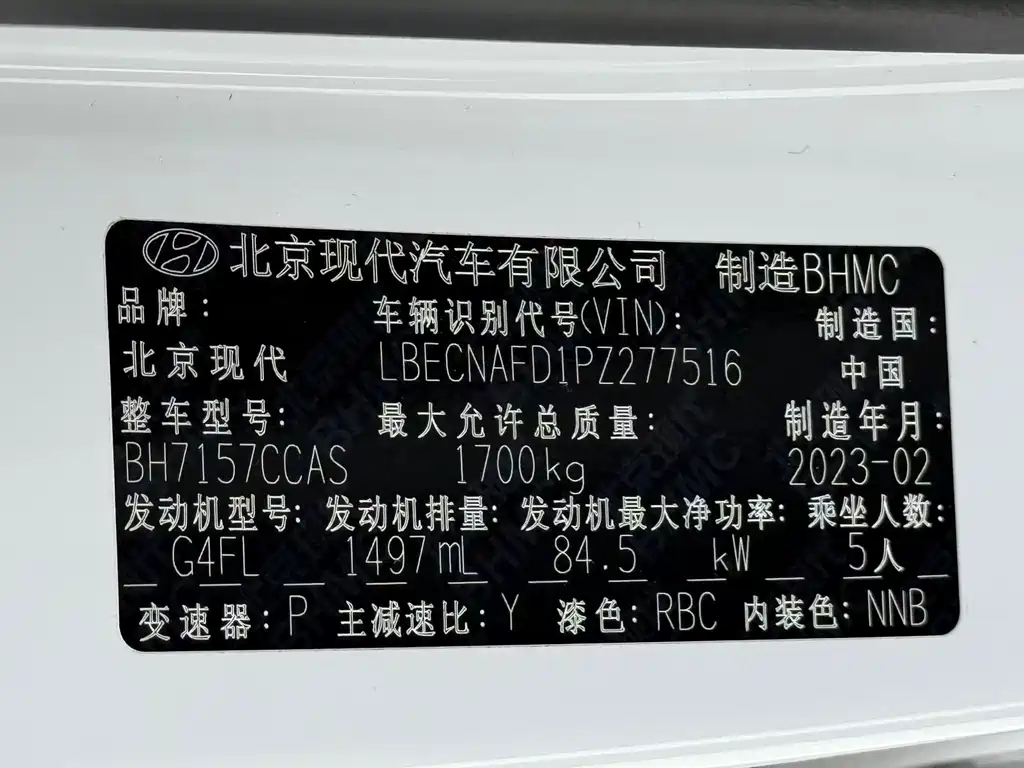 北京现代汽车有限公司 制造BHMC
品牌: 车辆识别代号(VIN): 制造国:
北京现代 LBECNAFD1PZ277516 中国
整车型号: 最大允许总质量: 制造年月:
BH7157CCAS 1700kg 2023-02
发动机型号: 发动机排量: 发动机最大净功率: 乘坐人数:
G4FL 1497mL 84.5 kW 5人
变速器: P 主减速比: Y 漆色: RBC 内装色: NNB